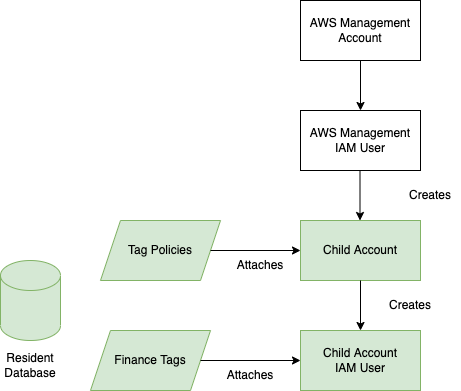 AWS Management
Account
AWS Management
IAM User
Creates
Tag Policies
Attaches
Child Account
Creates
Resident
Database
Finance Tags
Attaches
Child Account
IAM User